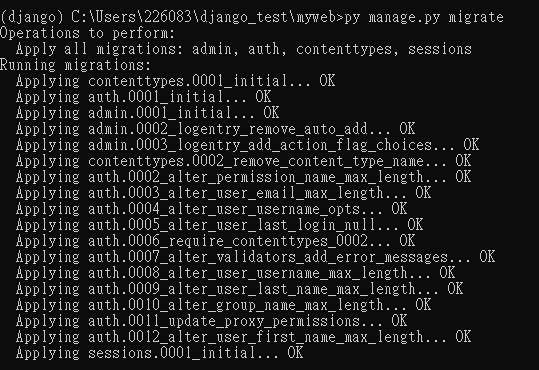 (django) C:\Users\226083\django_test\myweb>py manage.py migrate
Operations to perform:
  Apply all migrations: admin, auth, contenttypes, sessions
Running migrations:
  Applying contenttypes.0001_initial... OK
  Applying auth.0001_initial... OK
  Applying admin.0001_initial... OK
  Applying admin.0002_logentry_remove_auto_add... OK
  Applying admin.0003_logentry_add_action_flag_choices... OK
  Applying contenttypes.0002_remove_content_type_name... OK
  Applying auth.0002_alter_permission_name_max_length... OK
  Applying auth.0003_alter_user_email_max_length... OK
  Applying auth.0004_alter_user_username_opts... OK
  Applying auth.0005_alter_user_last_login_null... OK
  Applying auth.0006_require_contenttypes_0002... OK
  Applying auth.0007_alter_validators_add_error_messages... OK
  Applying auth.0008_alter_user_username_max_length... OK
  Applying auth.0009_alter_user_last_name_max_length... OK
  Applying auth.0010_alter_group_name_max_length... OK
  Applying auth.0011_update_proxy_permissions... OK
  Applying auth.0012_alter_user_first_name_max_length... OK
  Applying sessions.0001_initial... OK